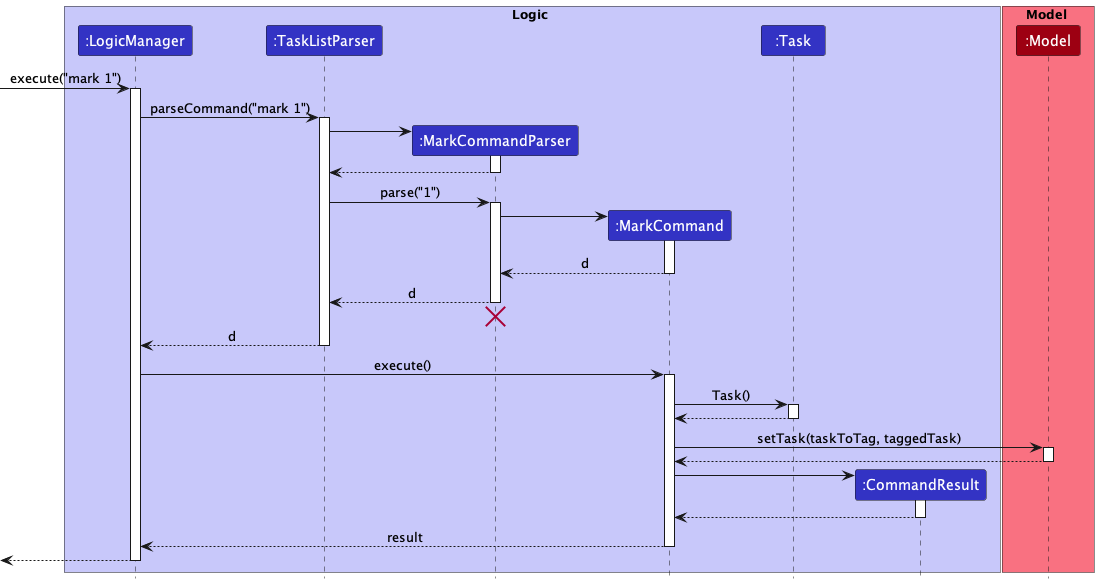 Logic
Model
:LogicManager
:TaskListParser
:Task
:Model
execute("mark 1")
parseCommand("mark 1")
:MarkCommandParser
parse("1")
:MarkCommand
d
d
d
execute()
Task()
setTask(taskToTag, taggedTask)
:CommandResult
result